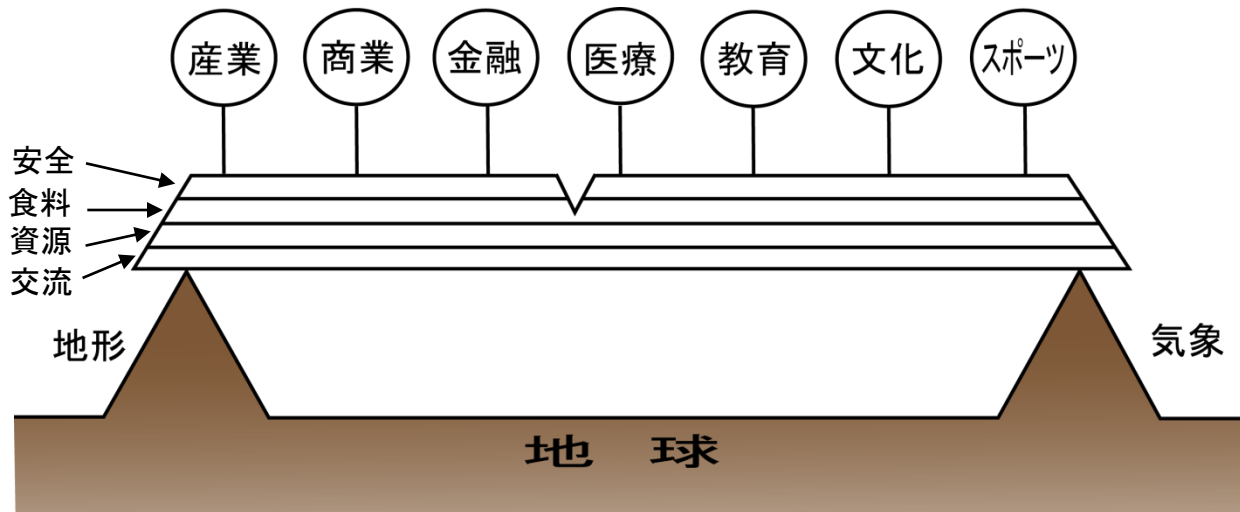 産業 商業 金融 医療 教育 文化 スポーツ
安全
食料
資源
交流
地形 気象
地 球